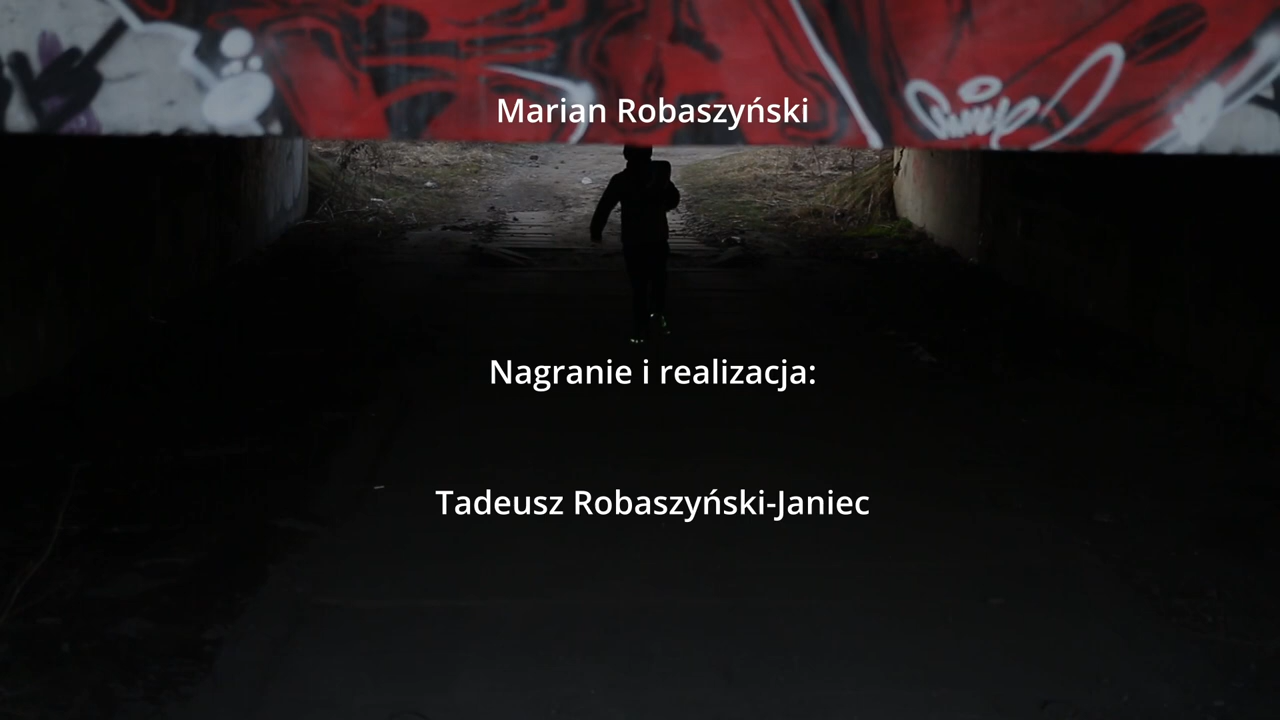 Marian Robaszyński
Nagranie i realizacja:
Tadeusz Robaszyński-Janiec